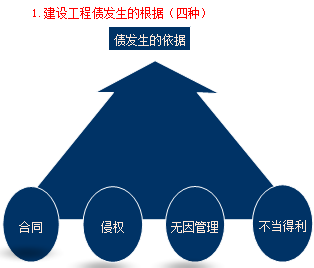 1. 建设工程债发生的根据（四种）
债发生的依据
合同
侵权
无因管理
不当得利